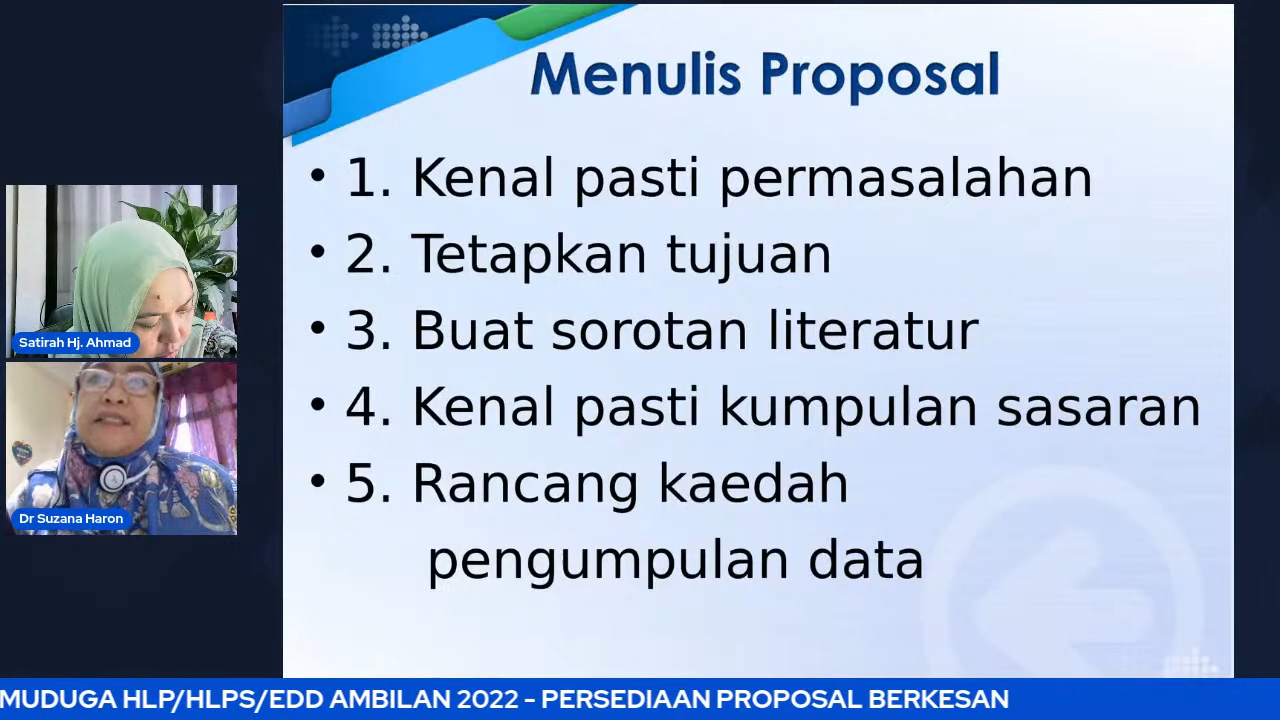 Menulis Proposal
• 1. Kenal pasti permasalahan
• 2. Tetapkan tujuan
• 3. Buat sorotan literatur
• 4. Kenal pasti kumpulan sasaran
• 5. Rancang kaedah
pengumpulan data
Satirah Hj. Ahmad
Dr Suzana Haron
MUDUGA HLP/HLPS/EDD AMBILAN 2022 - PERSEDIAAN PROPOSAL BERKESAN